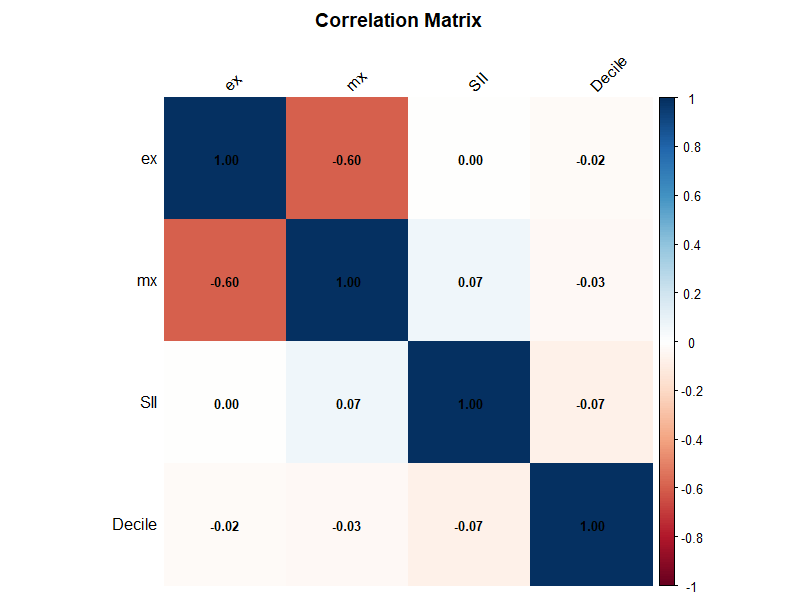 Correlation Matrix
ex mx SII Decile
ex 1.00 -0.60 0.00 -0.02
mx -0.60 1.00 0.07 -0.03
SII 0.00 0.07 1.00 -0.07
Decile -0.02 -0.03 -0.07 1.00
1
0.8
0.6
0.4
0.2
0
-0.2
-0.4
-0.6
-0.8
-1